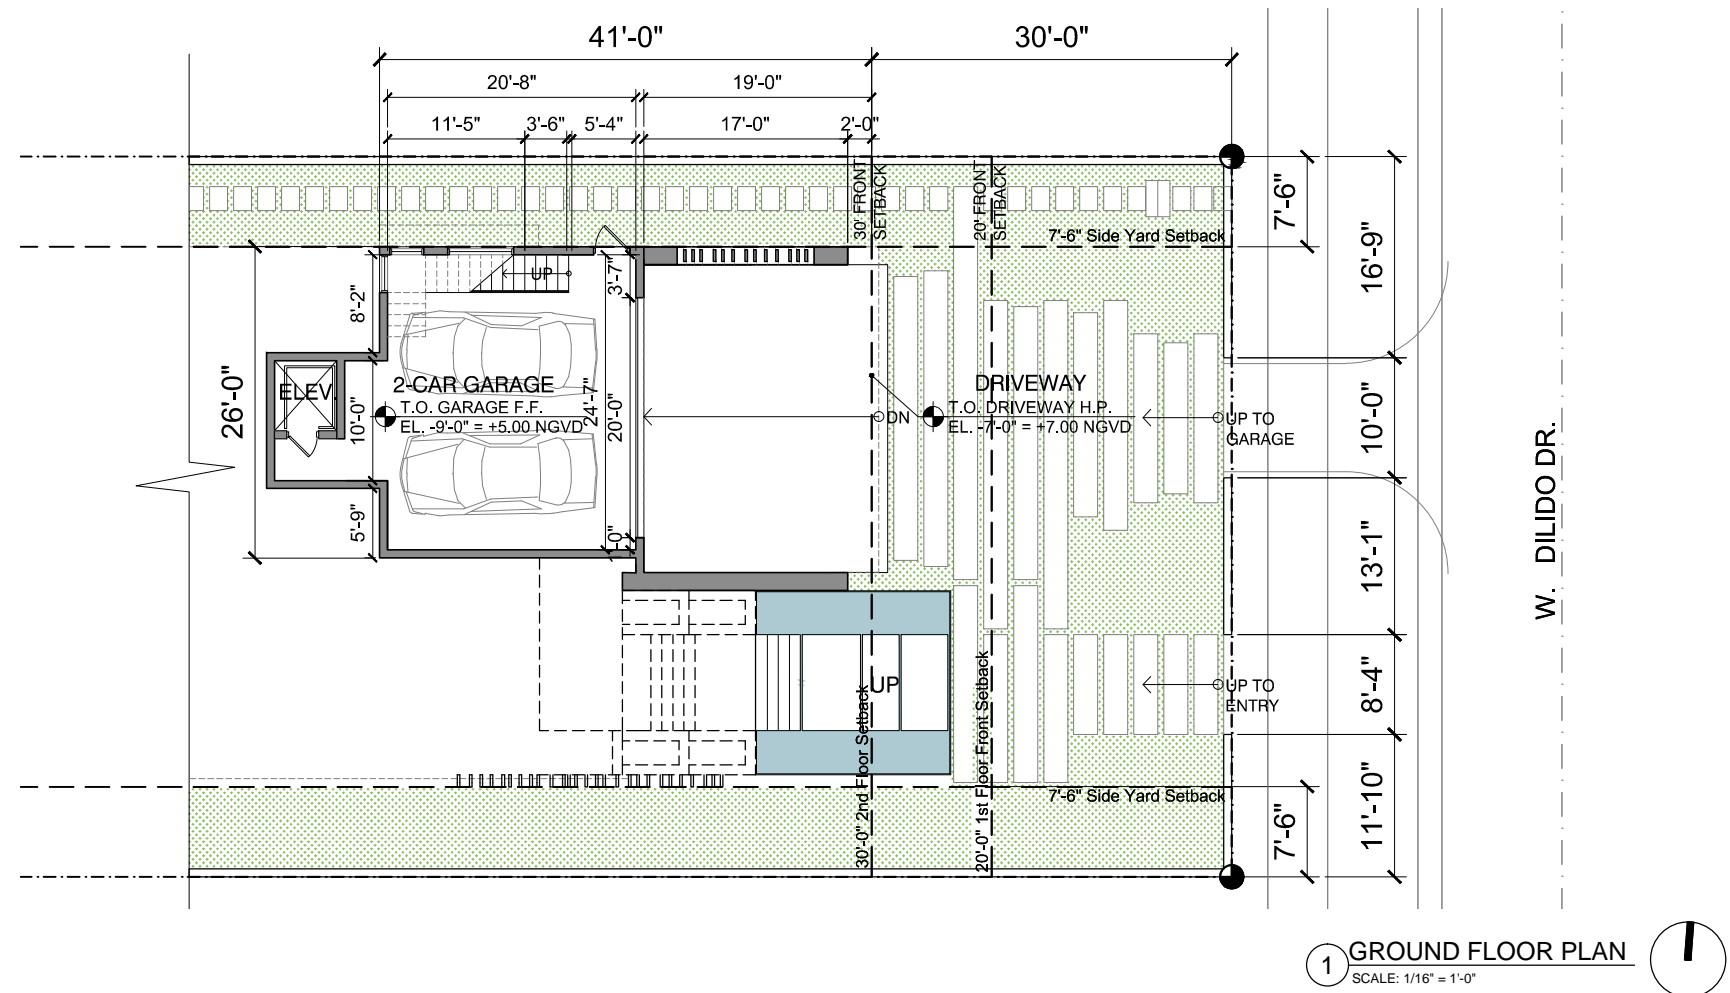 41'-0"
30'-0"
20'-8"
19'-0"
11'-5"
3'-6"
5'-4"
17'-0"
2'-0"
30' FRONT
SETBACK
20' FRONT
SETBACK
7'-6" Side Yard Setback
7'-6"
16'-9"
UP
3'-7"
8'-2"
26'-0"
ELEV.
2-CAR GARAGE
T.O. GARAGE F.F.
EL. -9'-0" = +5.00 NGVD
10'-0"
24'-7"
20'-0"
DN
DRIVEWAY
T.O. DRIVEWAY H.P.
EL. -7'-0" = +7.00 NGVD
UP TO
GARAGE
10'-0"
W. DILIDO DR.
5'-9"
-0"
13'-1"
UP
UP TO
ENTRY
8'-4"
30'-0" 2nd Floor Setback
20'-0" 1st Floor Front Setback
7'-6" Side Yard Setback
7'-6"
11'-10"
1
GROUND FLOOR PLAN
SCALE: 1/16" = 1'-0"